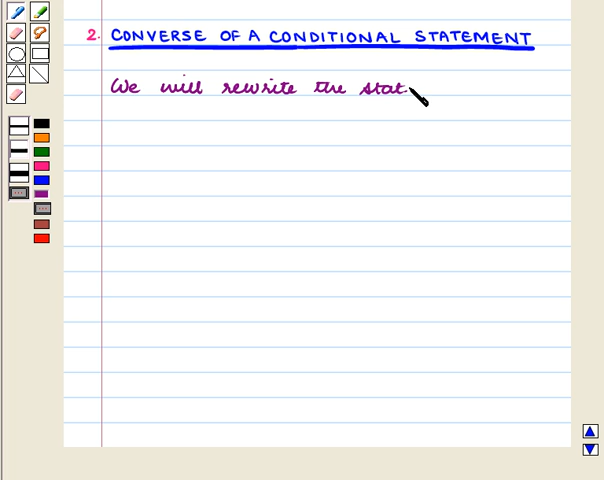 2. CONVERSE OF A CONDITIONAL STATEMENT
We will rewrite the stat